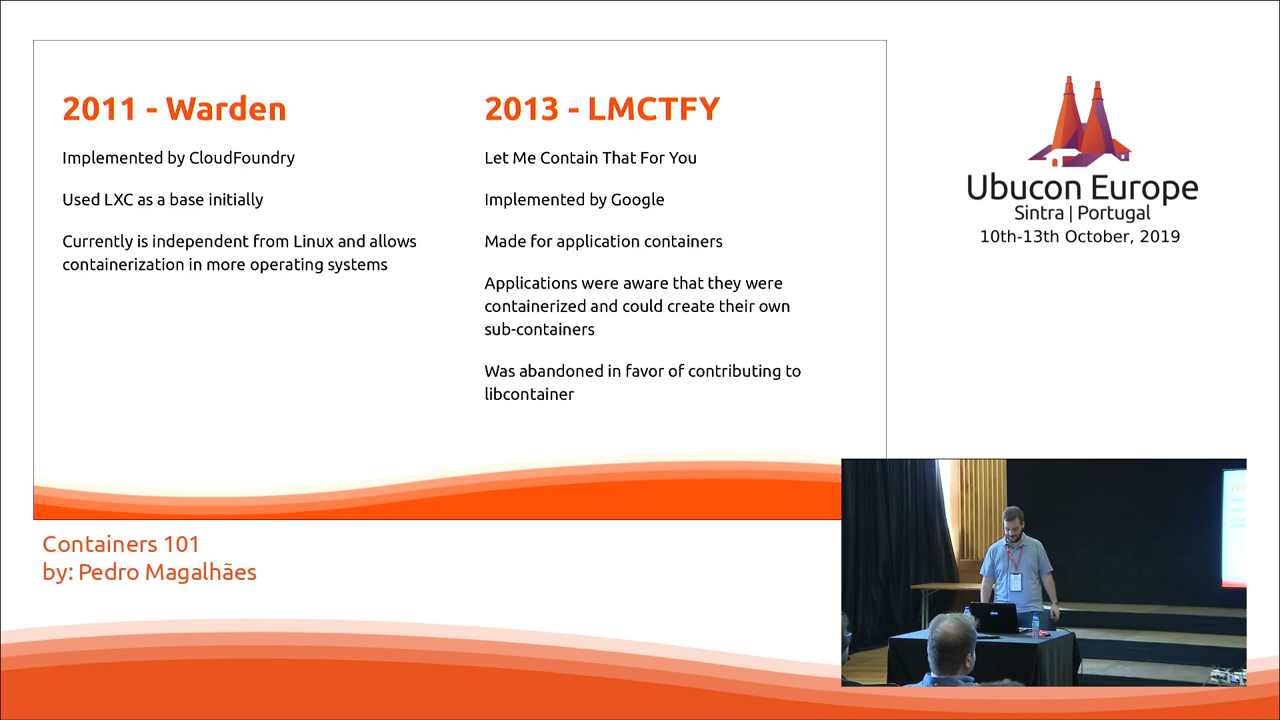 2011 - Warden
Implemented by CloudFoundry
Used LXC as a base initially
Currently is independent from Linux and allows
containerization in more operating systems
2013 - LMCTFY
Let Me Contain That For You
Implemented by Google
Made for application containers
Applications were aware that they were
containerized and could create their own
sub-containers
Was abandoned in favor of contributing to
libcontainer
Ubucon Europe
Sintra | Portugal
10th-13th October, 2019
Containers 101
by: Pedro Magalhães